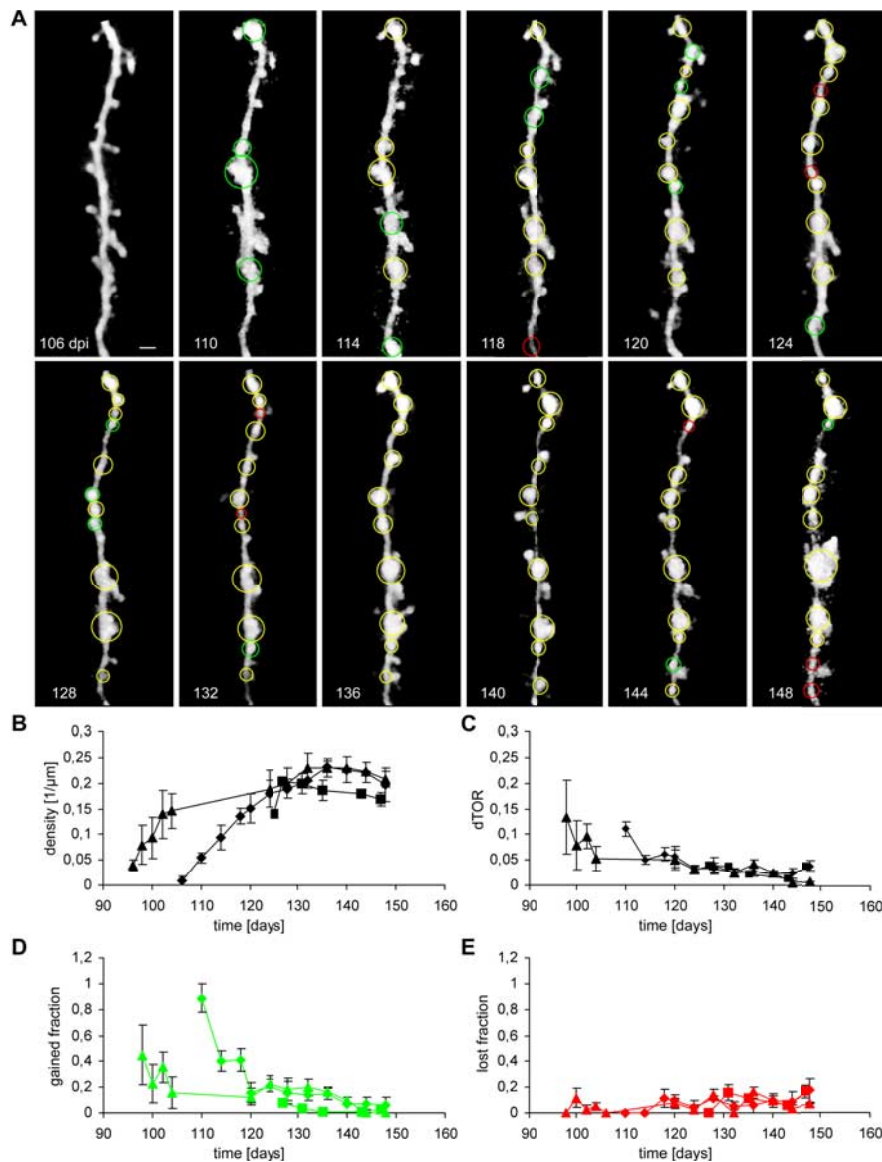 A
106 dpi
110
114
118
120
124
128
132
136
140
144
148
B
density [1/µm]
0,3
0,25
0,2
0,15
0,1
0,05
0
90 100 110 120 130 140 150 160
time [days]
C
dTOR
0,3
0,25
0,2
0,15
0,1
0,05
0
90 100 110 120 130 140 150 160
time [days]
D
gained fraction
1,2
1
0,8
0,6
0,4
0,2
0
90 100 110 120 130 140 150 160
time [days]
E
lost fraction
1,2
1
0,8
0,6
0,4
0,2
0
90 100 110 120 130 140 150 160
time [days]